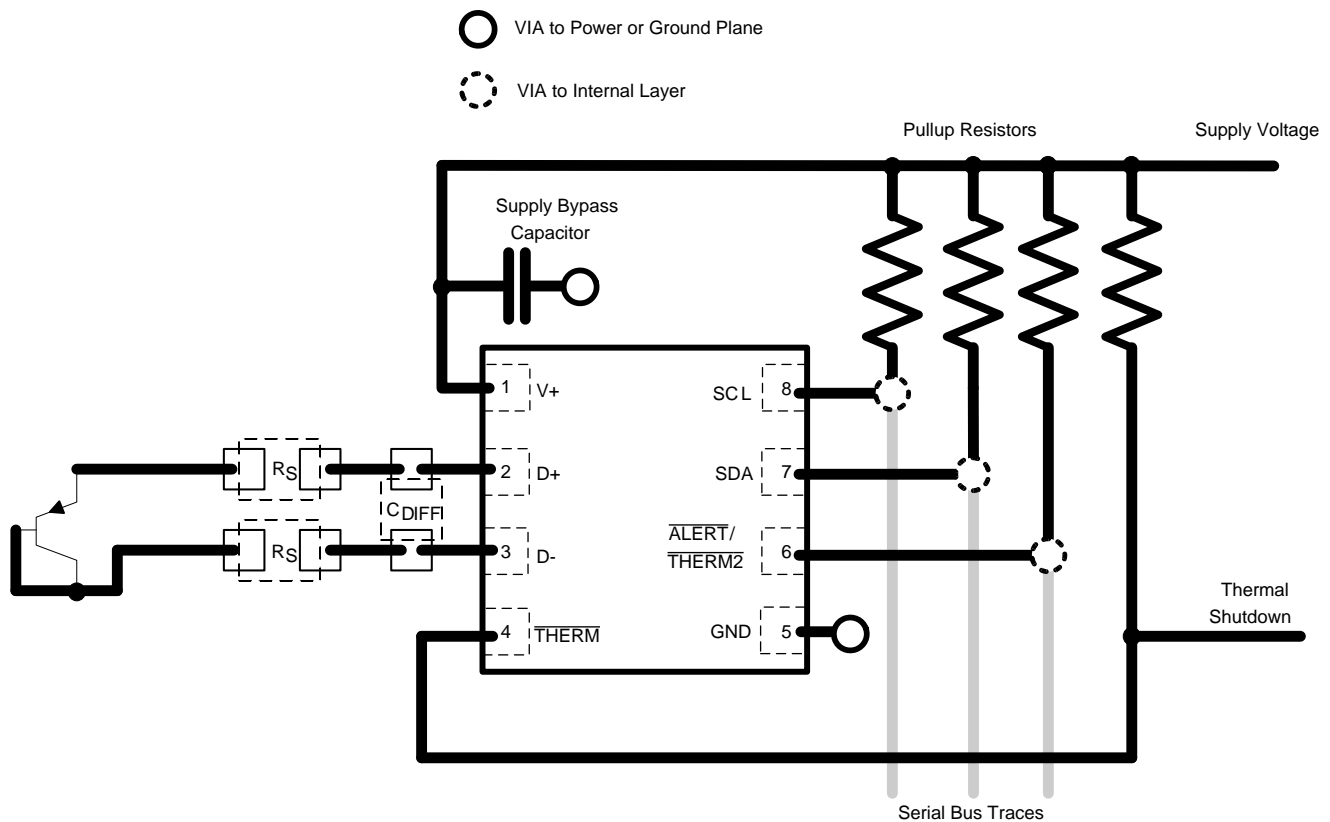 VIA to Power or Ground Plane
VIA to Internal Layer
Pullup Resistors
Supply Voltage
Supply Bypass
Capacitor
1
V+
SCL
8
RS
2
D+
SDA
7
CDIFF
RS
3
D-
ALERT/
THERM2
6
4
THERM
GND
5
Thermal
Shutdown
Serial Bus Traces